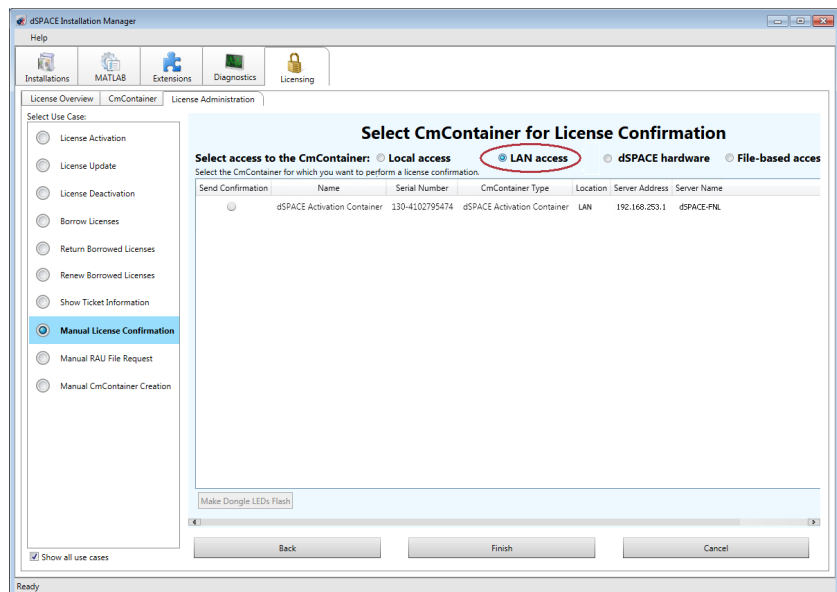 dSPACE Installation Manager
Help
Installations MATLAB Extensions Diagnostics Licensing
License Overview CmContainer License Administration
Select Use Case:
License Activation
License Update
License Deactivation
Borrow Licenses
Return Borrowed Licenses
Renew Borrowed Licenses
Show Ticket Information
Manual License Confirmation
Manual RAU File Request
Manual CmContainer Creation
Show all use cases
Select CmContainer for License Confirmation
Select access to the CmContainer: Local access LAN access dSPACE hardware File-based acces
Select the CmContainer for which you want to perform a license confirmation.
Send Confirmation Name Serial Number CmContainer Type Location Server Address Server Name
dSPACE Activation Container 130-4102795474 dSPACE Activation Container LAN 192.168.253.1 dSPACE-FNL
Make Dongle LEDs Flash
Back Finish Cancel
Ready